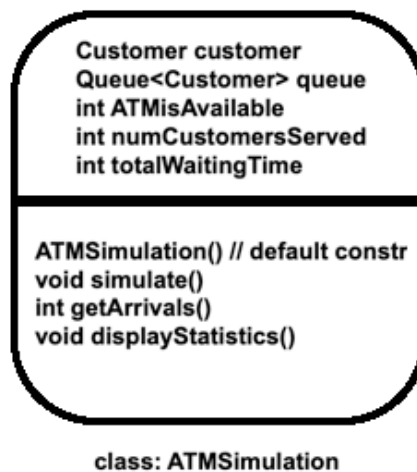 Customer customer
Queue<Customer> queue
int ATMisAvailable
int numCustomersServed
int totalWaitingTime
ATMSimulation() // default constr
void simulate()
int getArrivals()
void displayStatistics()
class: ATMSimulation